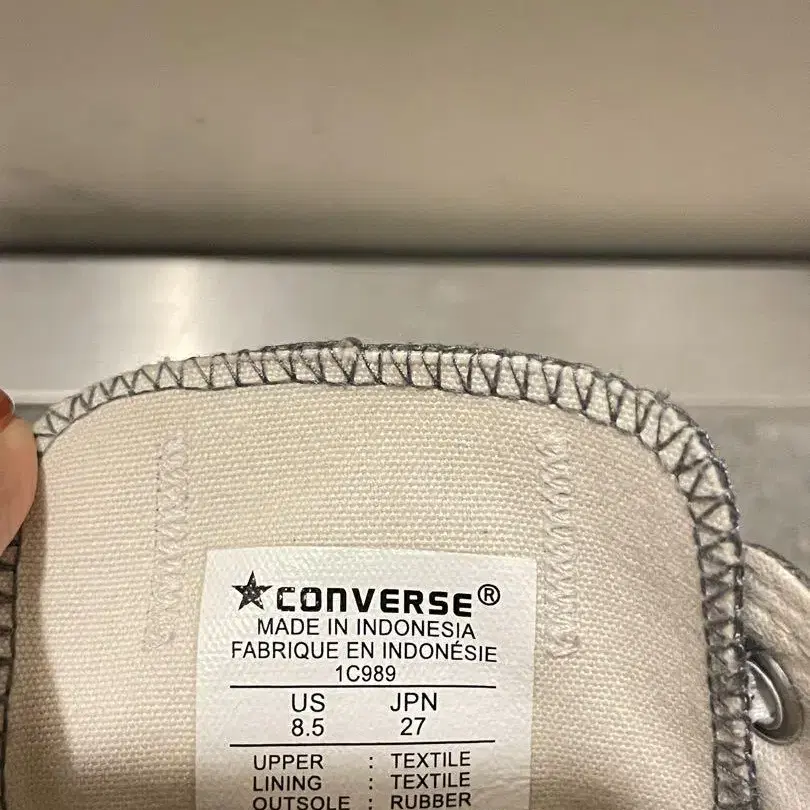 CONVERSE®
MADE IN INDONESIA
FABRIQUE EN INDONÉSIE
1C989
US JPN
8.5 27
UPPER : TEXTILE
LINING : TEXTILE
OUTSOLE : RUBBER